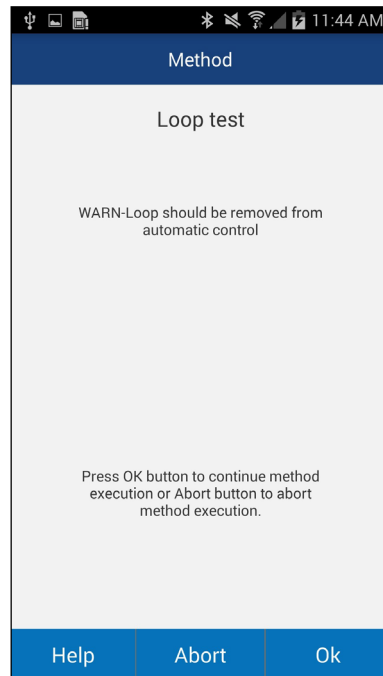 11:44 AM
Method
Loop test
WARN-Loop should be removed from
automatic control
Press OK button to continue method
execution or Abort button to abort
method execution.
Help Abort Ok